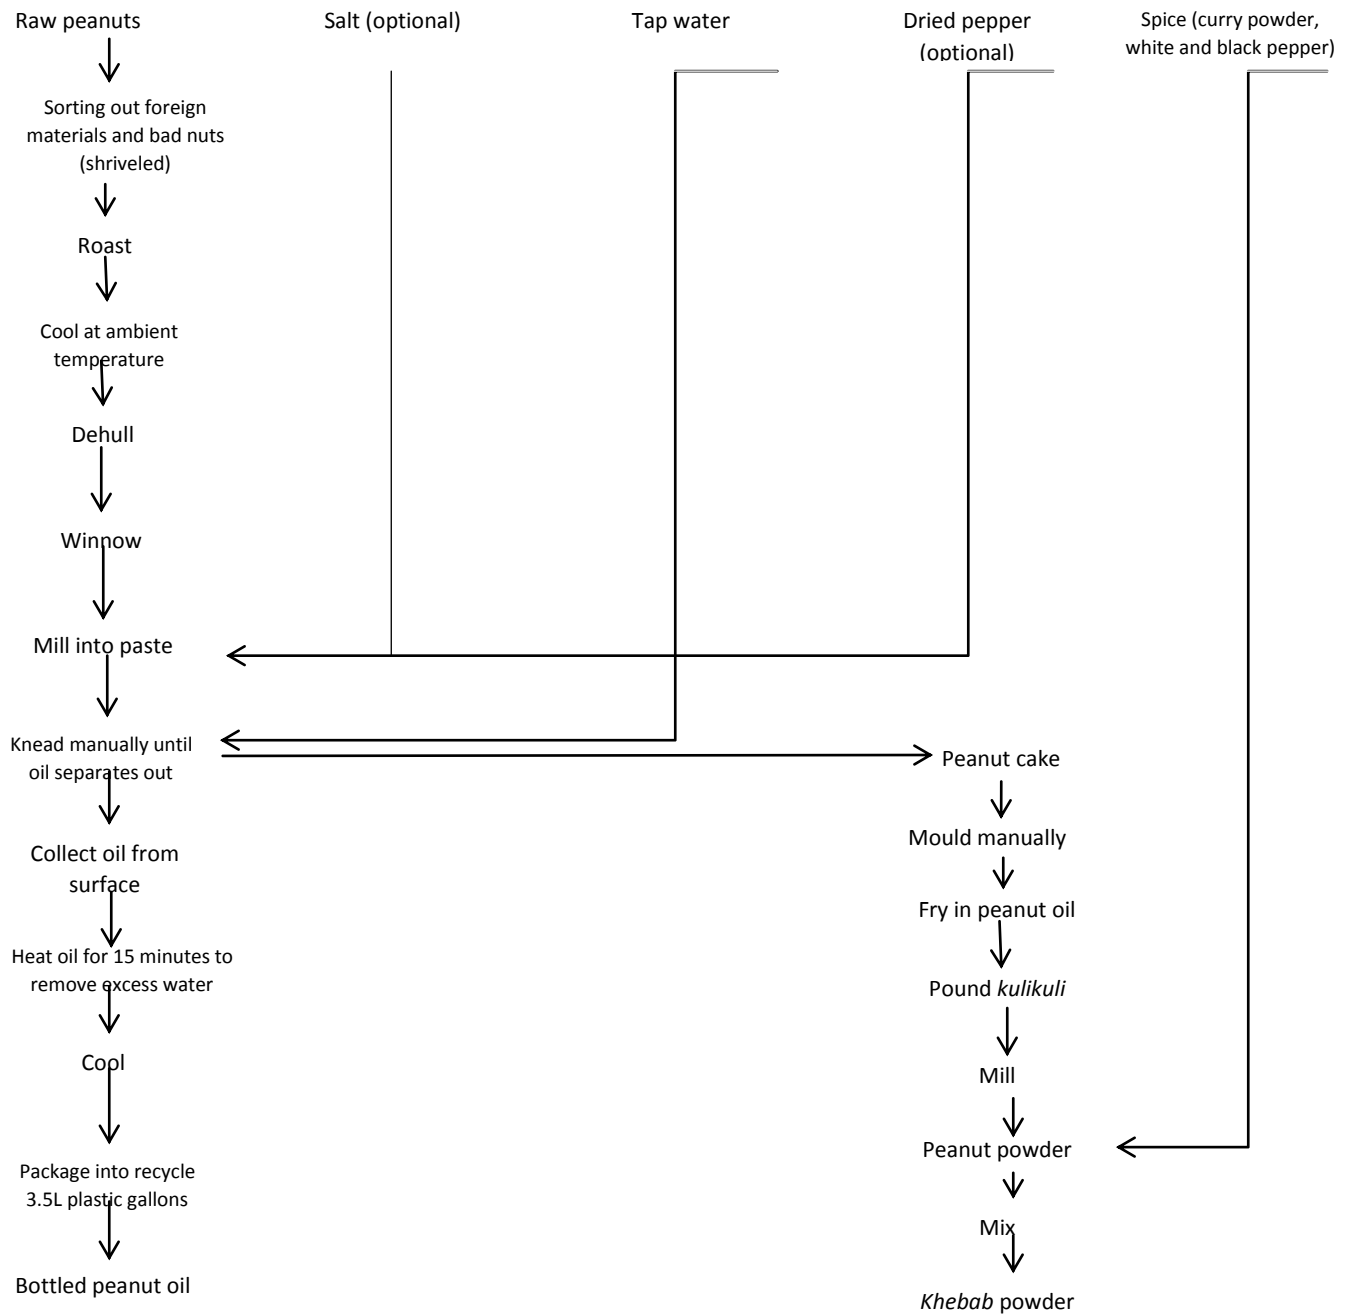 Raw peanuts
Salt (optional)
Tap water
Dried pepper
(optional)
Spice (curry powder,
white and black pepper)
Sorting out foreign
materials and bad nuts
(shriveled)
Roast
Cool at ambient
temperature
Dehull
Winnow
Mill into paste
Knead manually until
oil separates out
Collect oil from
surface
Heat oil for 15 minutes to
remove excess water
Cool
Package into recycle
3.5L plastic gallons
Bottled peanut oil
Peanut cake
Mould manually
Fry in peanut oil
Pound kulikuli
Mill
Peanut powder
Mix
Khebab powder